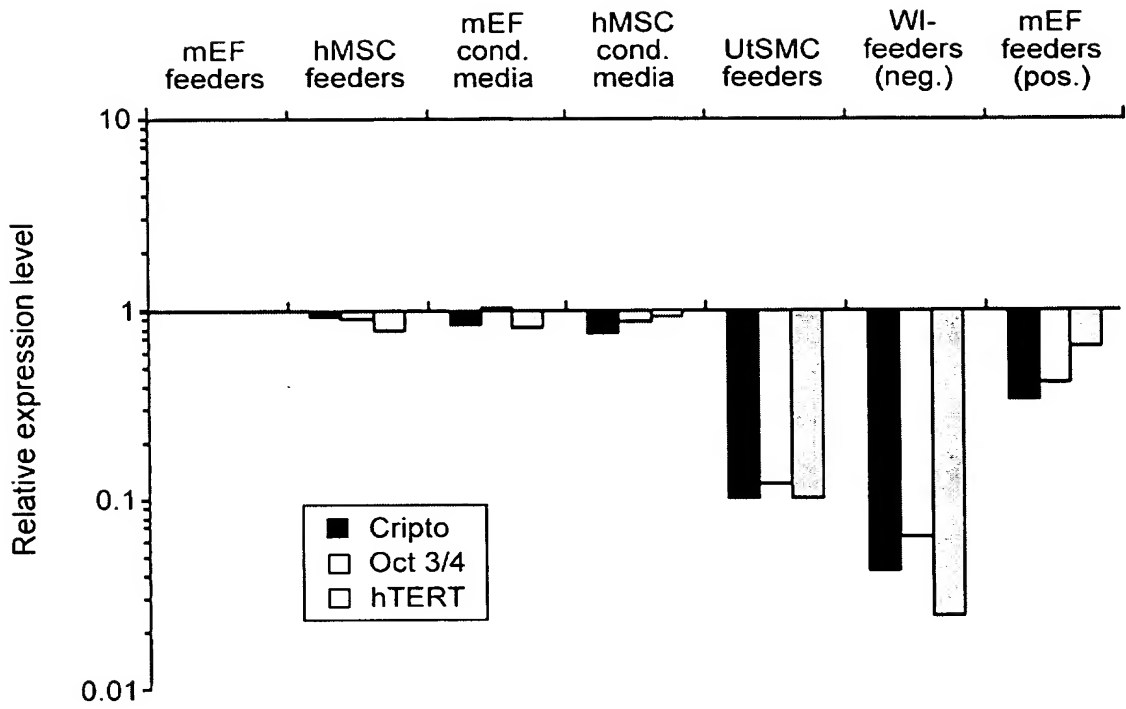 mEF
feeders
hMSC
feeders
mEF
cond.
media
hMSC
cond.
media
UtSMC
feeders
WI-
feeders
(neg.)
mEF
feeders
(pos.)
Relative expression level
10
1
0.1
0.01
Cripto
Oct 3/4
hTERT